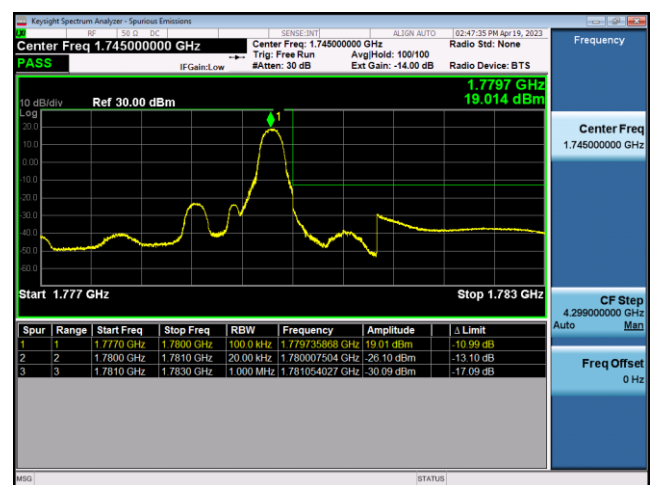 Keysight Spectrum Analyzer - Spurious Emissions
RF 50 Ω DC SENSE:INT ALIGN AUTO 02:47:35 PM Apr 19, 2023
Center Freq 1.745000000 GHz Center Freq: 1.745000000 GHz Radio Std: None Frequency
Trig: Free Run Avg|Hold: 100/100
PASS IFGain:Low #Atten: 30 dB Ext Gain: -14.00 dB Radio Device: BTS
1.7797 GHz
10 dB/div Ref 30.00 dBm 19.014 dBm
Log
1
20.0
Center Freq
10.0
1.745000000 GHz
0.00
-10.0
-20.0
-30.0
-40.0
-50.0
-60.0
Start 1.777 GHz Stop 1.783 GHz
CF Step
4.299000000 GHz
Auto Man
Spur Range Start Freq Stop Freq RBW Frequency Amplitude Δ Limit
1 1 1.7770 GHz 1.7800 GHz 100.0 kHz 1.779735868 GHz 19.01 dBm -10.99 dB
2 2 1.7800 GHz 1.7810 GHz 20.00 kHz 1.780007504 GHz -26.10 dBm -13.10 dB
3 3 1.7810 GHz 1.7830 GHz 1.000 MHz 1.781054027 GHz -30.09 dBm -17.09 dB
Freq Offset
0 Hz
MSG STATUS